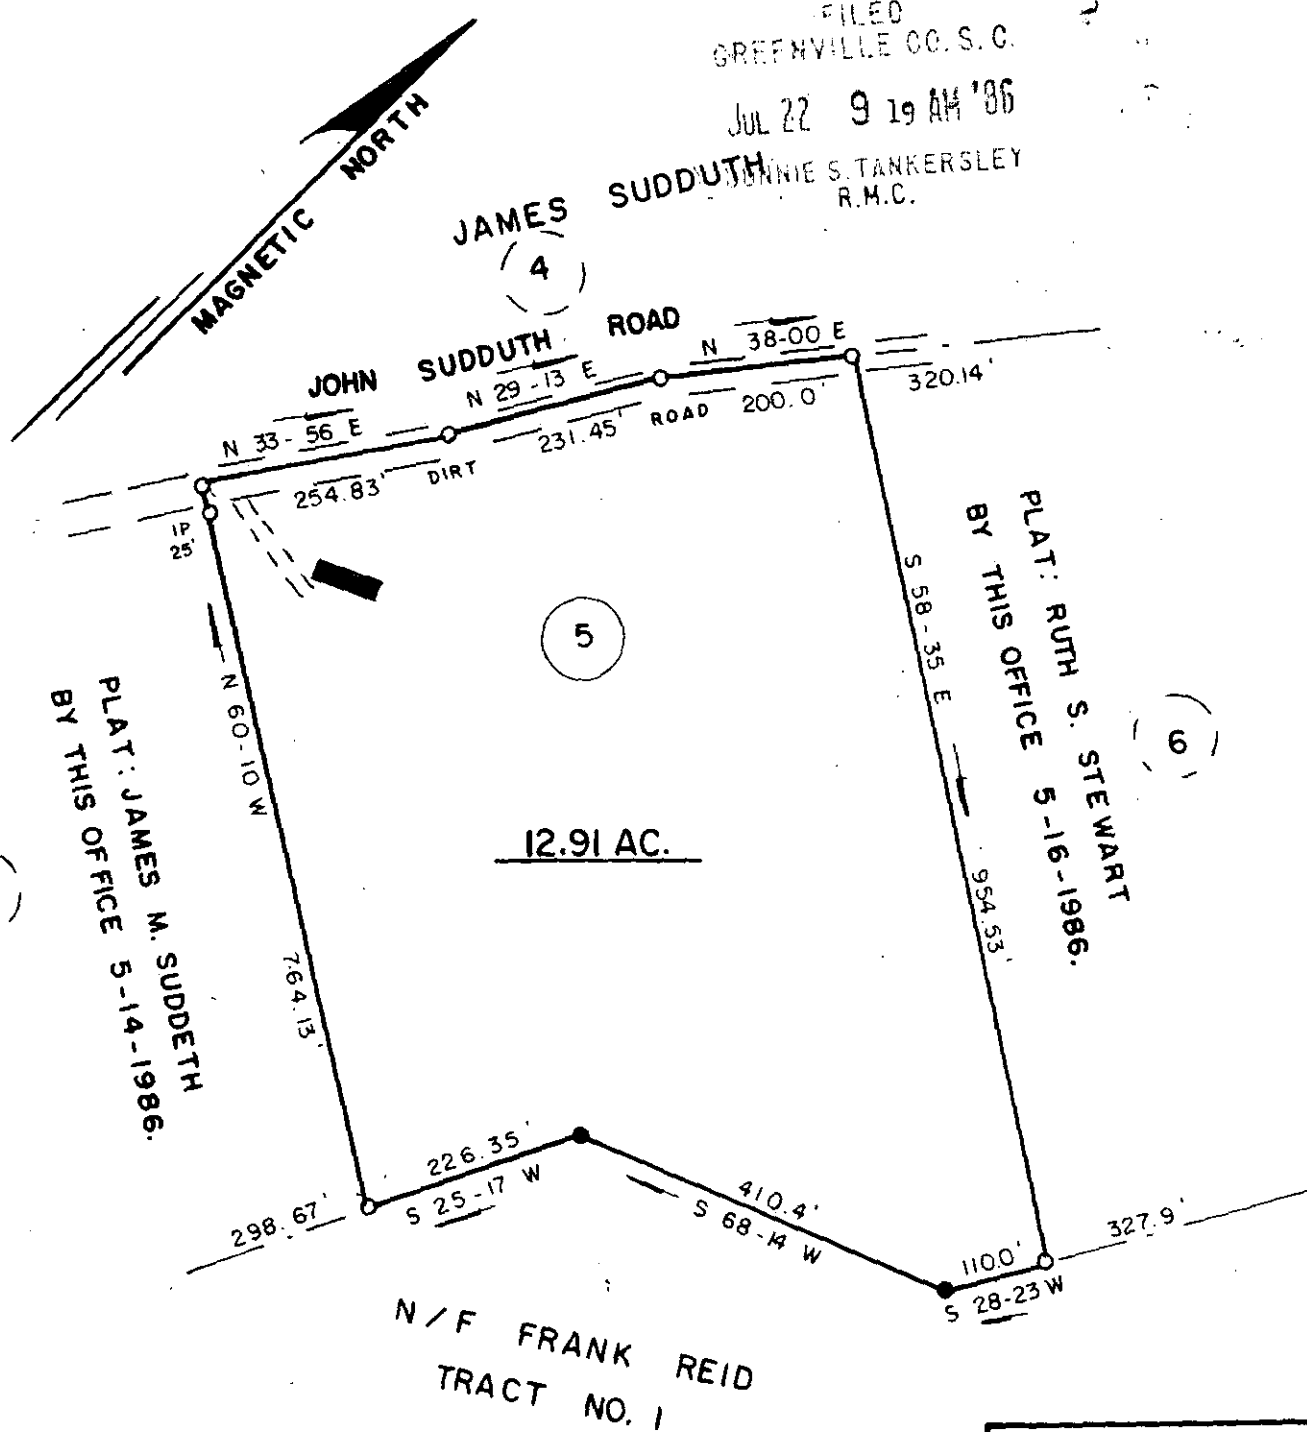 FILED
GREENVILLE CO. S. C.
JUL 22 9 19 AM '86
DONNIE S. TANKERSLEY
R.M.C.
MAGNETIC NORTH
JAMES SUDDUTH
4
JOHN SUDDUTH ROAD
N 33-56 E
N 29-13 E
N 38-00 E
254.83'
DIRT
231.45'
ROAD
200.0'
320.14'
IP
25'
5
S 58-35 E
954.53'
PLAT: RUTH S. STEWART
BY THIS OFFICE 5-16-1986.
6
N 60-10 W
764.13'
PLAT: JAMES M. SUDDETH
BY THIS OFFICE 5-14-1986.
12.91 AC.
298.67'
226.35'
S 25-17 W
410.4'
S 68-14 W
110.0'
S 28-23 W
327.9'
N/F FRANK REID
TRACT NO. 1